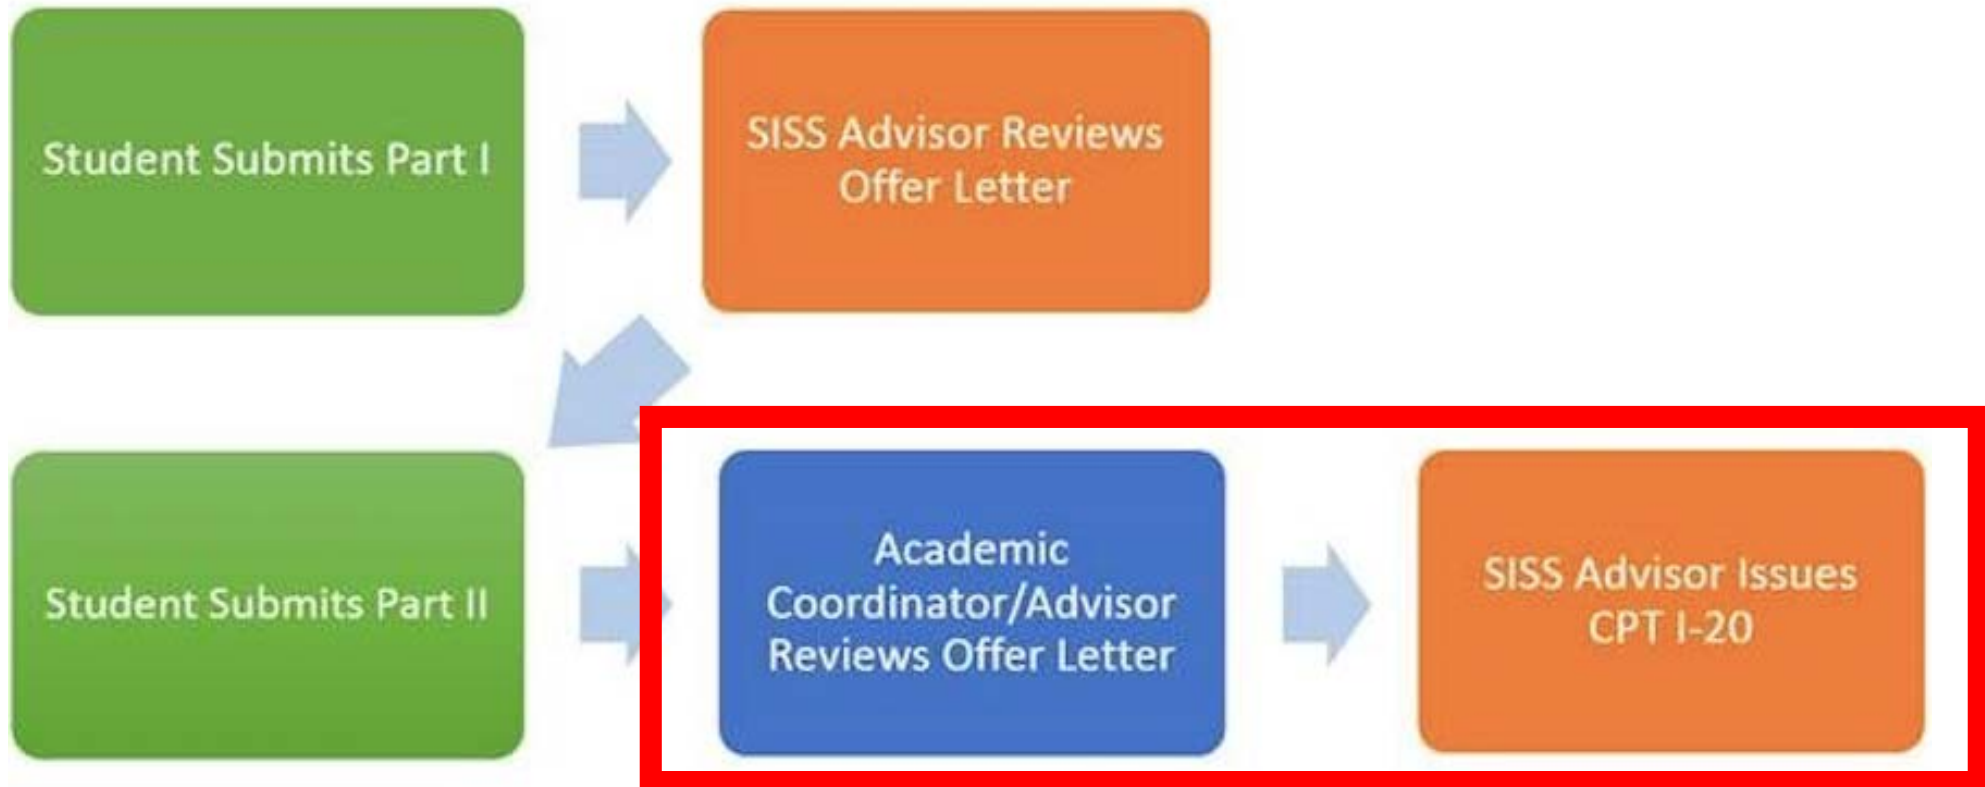 Student Submits Part I
SISS Advisor Reviews
Offer Letter
Student Submits Part II
Academic
Coordinator/Advisor
Reviews Offer Letter
SISS Advisor Issues
CPT I-20